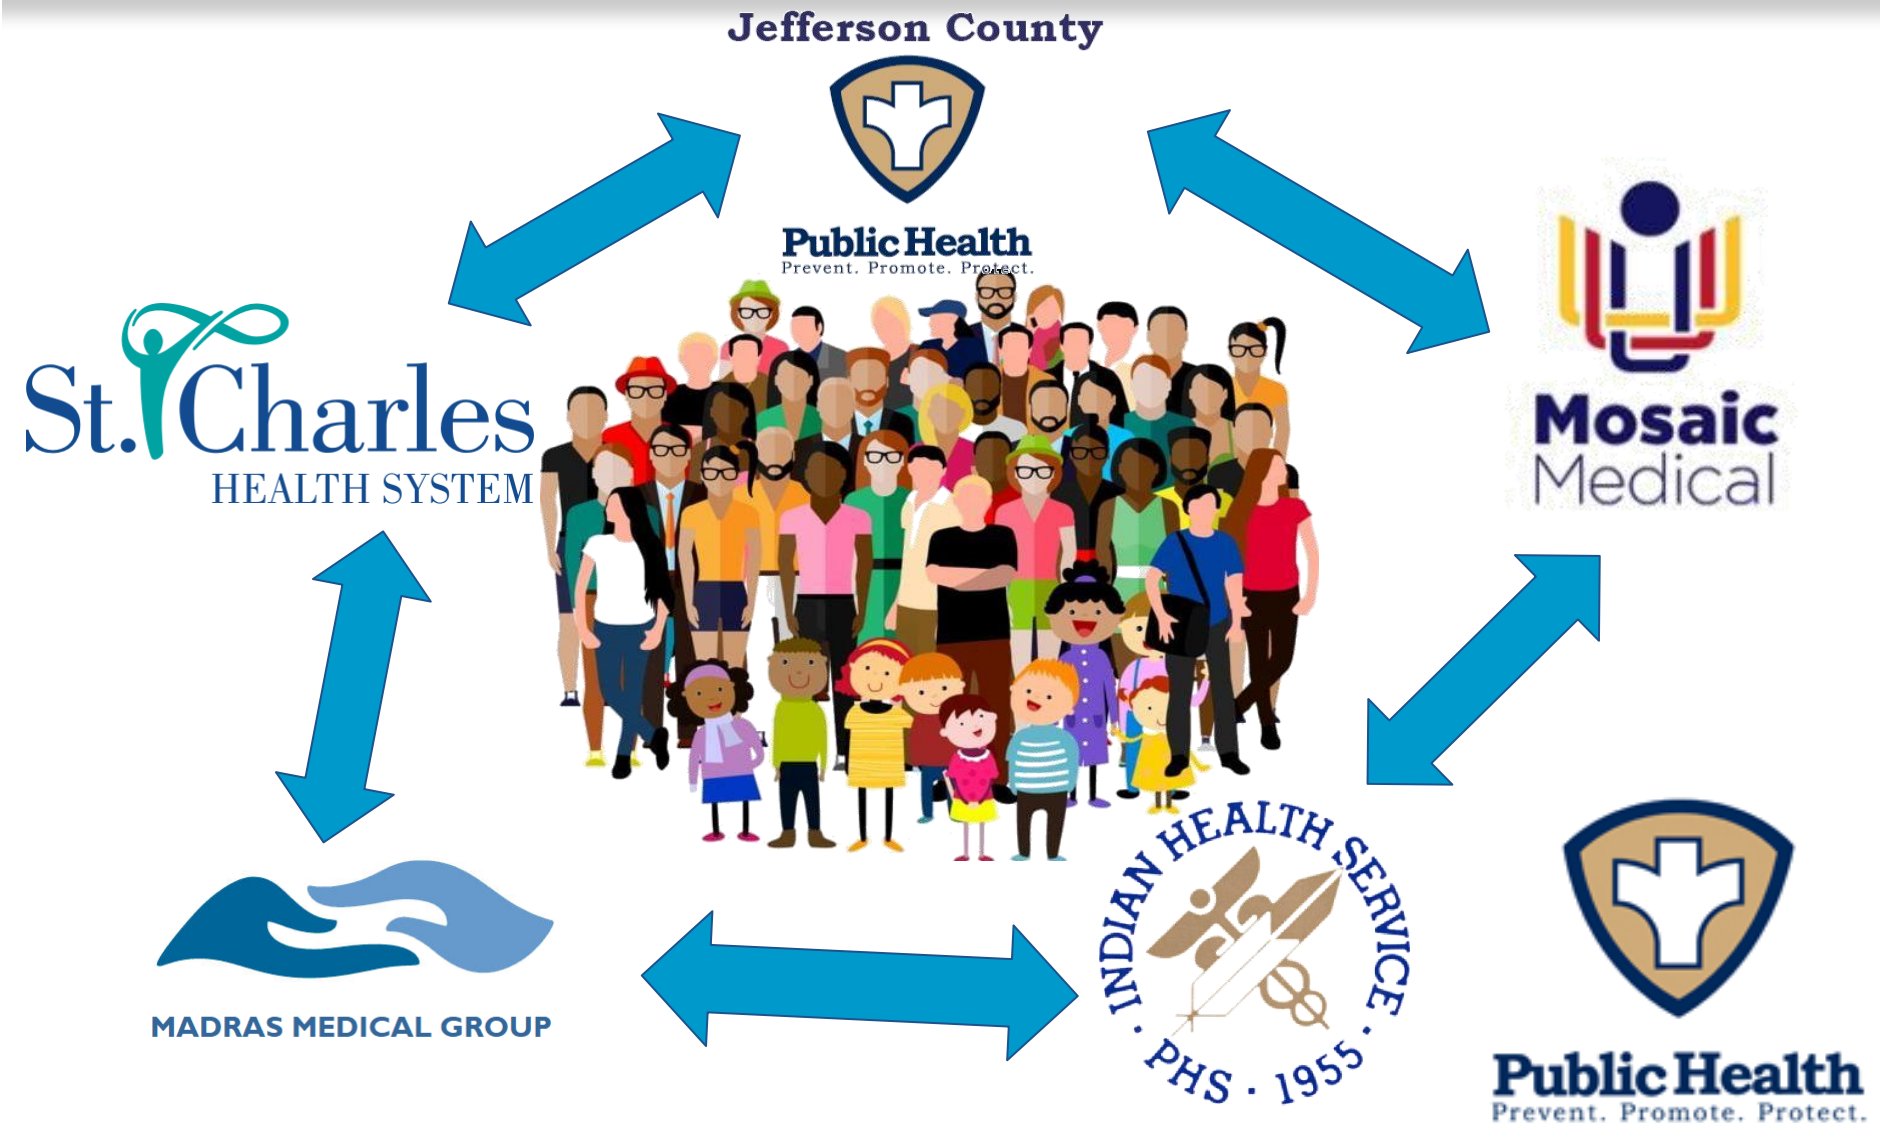 Jefferson County
Public Health
Prevent. Promote. Protect.
St. Charles
HEALTH SYSTEM
Mosaic
Medical
MADRAS MEDICAL GROUP
INDIAN HEALTH SERVICE
· PHS · 1955 ·
Public Health
Prevent. Promote. Protect.